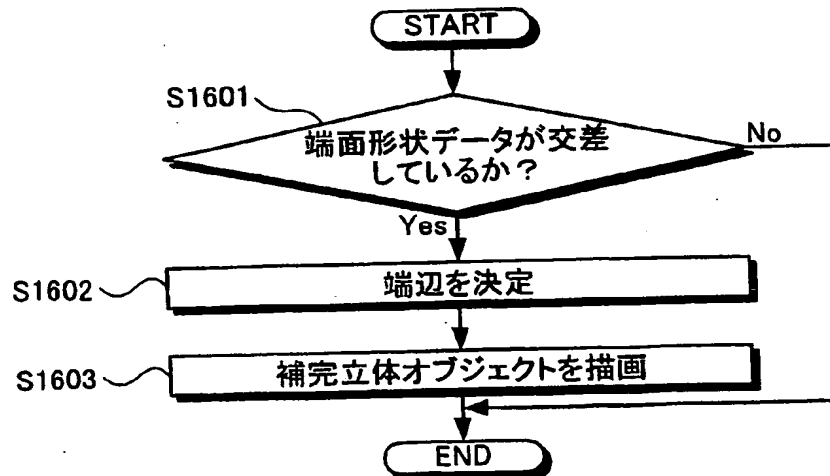 START
S1601
端面形状データが交差
しているか？
No
Yes
S1602
端辺を決定
S1603
補完立体オブジェクトを描画
END